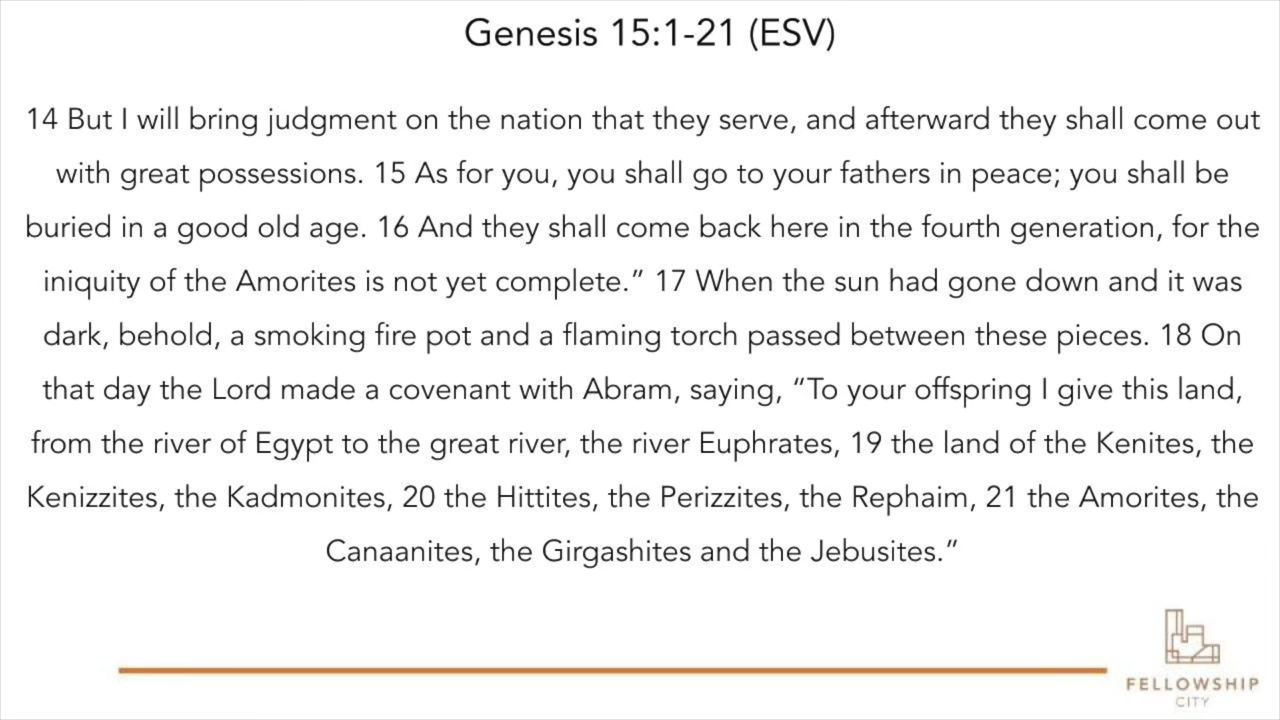 Genesis 15:1-21 (ESV)
14 But I will bring judgment on the nation that they serve, and afterward they shall come out
with great possessions. 15 As for you, you shall go to your fathers in peace; you shall be
buried in a good old age. 16 And they shall come back here in the fourth generation, for the
iniquity of the Amorites is not yet complete.” 17 When the sun had gone down and it was
dark, behold, a smoking fire pot and a flaming torch passed between these pieces. 18 On
that day the Lord made a covenant with Abram, saying, “To your offspring I give this land,
from the river of Egypt to the great river, the river Euphrates, 19 the land of the Kenites, the
Kenizzites, the Kadmonites, 20 the Hittites, the Perizzites, the Rephaim, 21 the Amorites, the
Canaanites, the Girgashites and the Jebusites.”
FELLOWSHIP
CITY